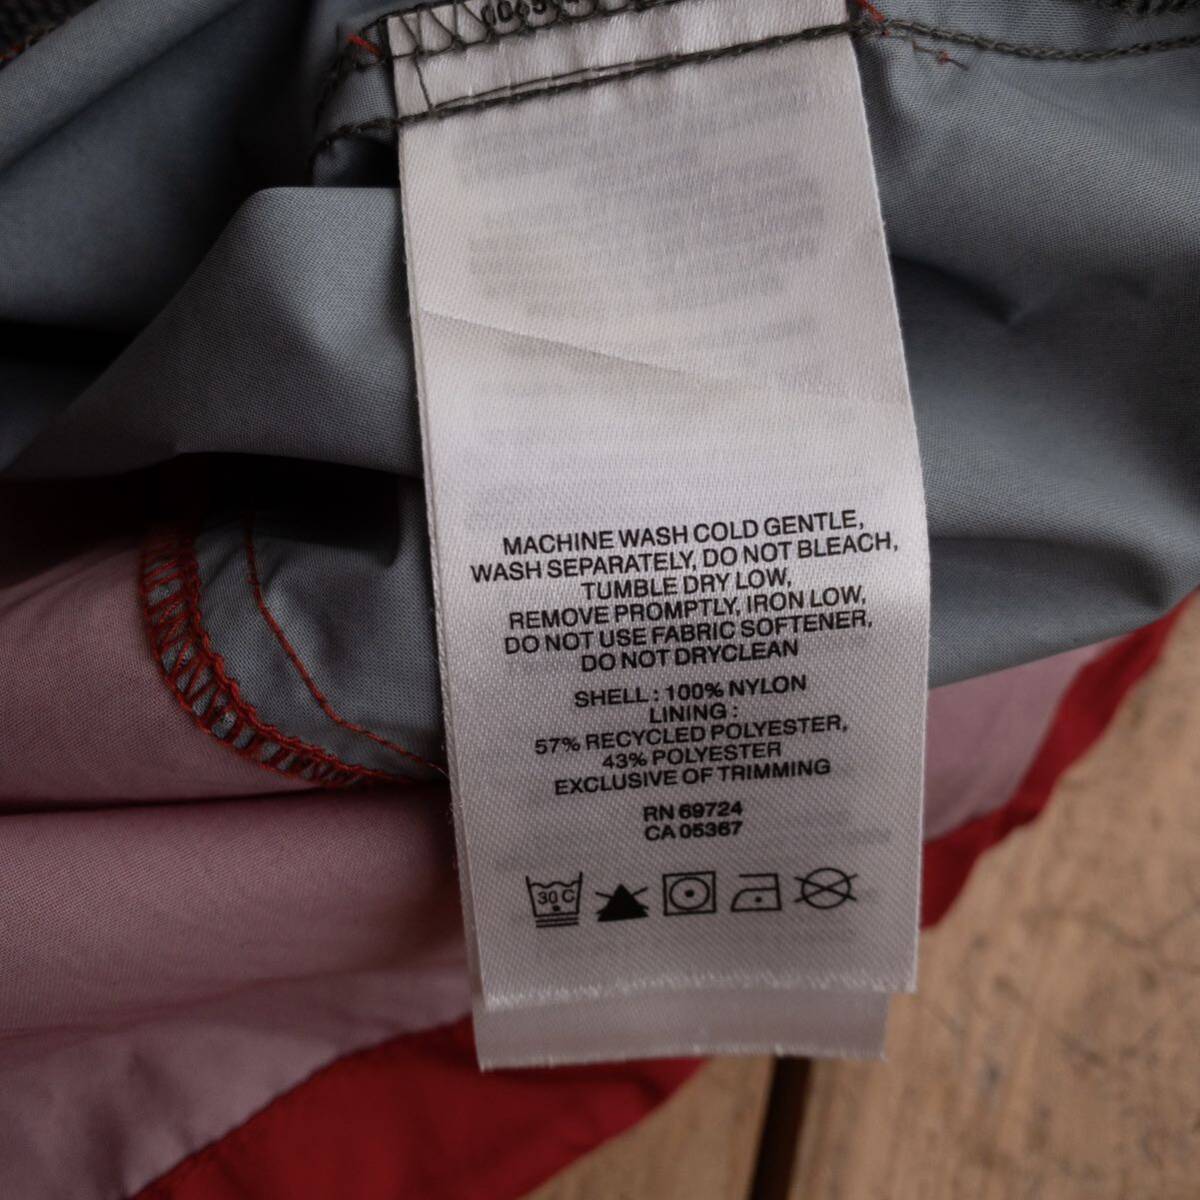 MACHINE WASH COLD GENTLE,
WASH SEPARATELY, DO NOT BLEACH,
TUMBLE DRY LOW,
REMOVE PROMPTLY, IRON LOW,
DO NOT USE FABRIC SOFTENER,
DO NOT DRYCLEAN
SHELL : 100% NYLON
LINING :
57% RECYCLED POLYESTER,
43% POLYESTER
EXCLUSIVE OF TRIMMING
RN 69724
CA 05367
30 C